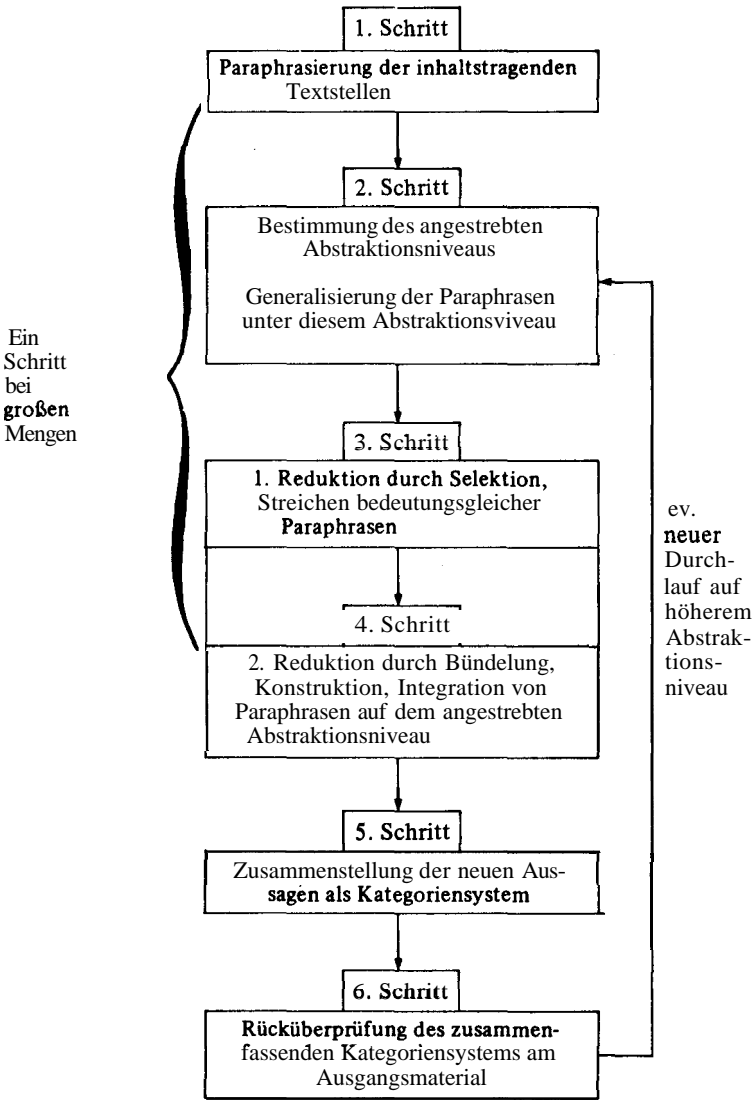 1. Schritt
Paraphrasierung der inhaltstragenden
Textstellen
2. Schritt
Bestimmung des angestrebten
Abstraktionsniveaus
Generalisierung der Paraphrasen
unter diesem Abstraktionsviveau
Ein
Schritt
bei
großen
Mengen
3. Schritt
1. Reduktion durch Selektion,
Streichen bedeutungsgleicher
Paraphrasen
4. Schritt
2. Reduktion durch Bündelung,
Konstruktion, Integration von
Paraphrasen auf dem angestrebten
Abstraktionsniveau
ev.
neuer
Durch-
lauf auf
höherem
Abstrak-
tions-
niveau
5. Schritt
Zusammenstellung der neuen Aus-
sagen als Kategoriensystem
6. Schritt
Rücküberprüfung des zusammen-
fassenden Kategoriensystems am
Ausgangsmaterial